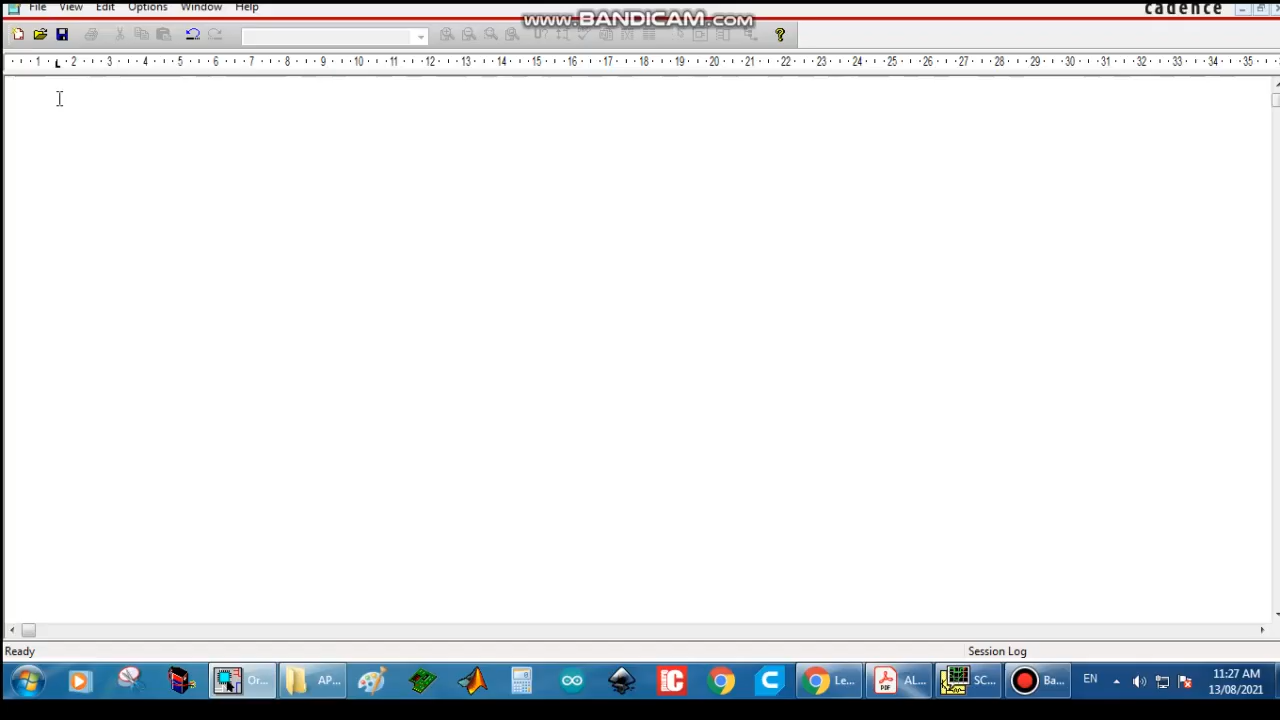 File View Edit Options Window Help
www.BANDICAM.com
cadence
1 2 3 4 5 6 7 8 9 10 11 12 13 14 15 16 17 18 19 20 21 22 23 24 25 26 27 28 29 30 31 32 33 34 35
Ready
Session Log
Or... AP... IC Le... PDF AL... SC... Ba... EN 11:27 AM
13/08/2021